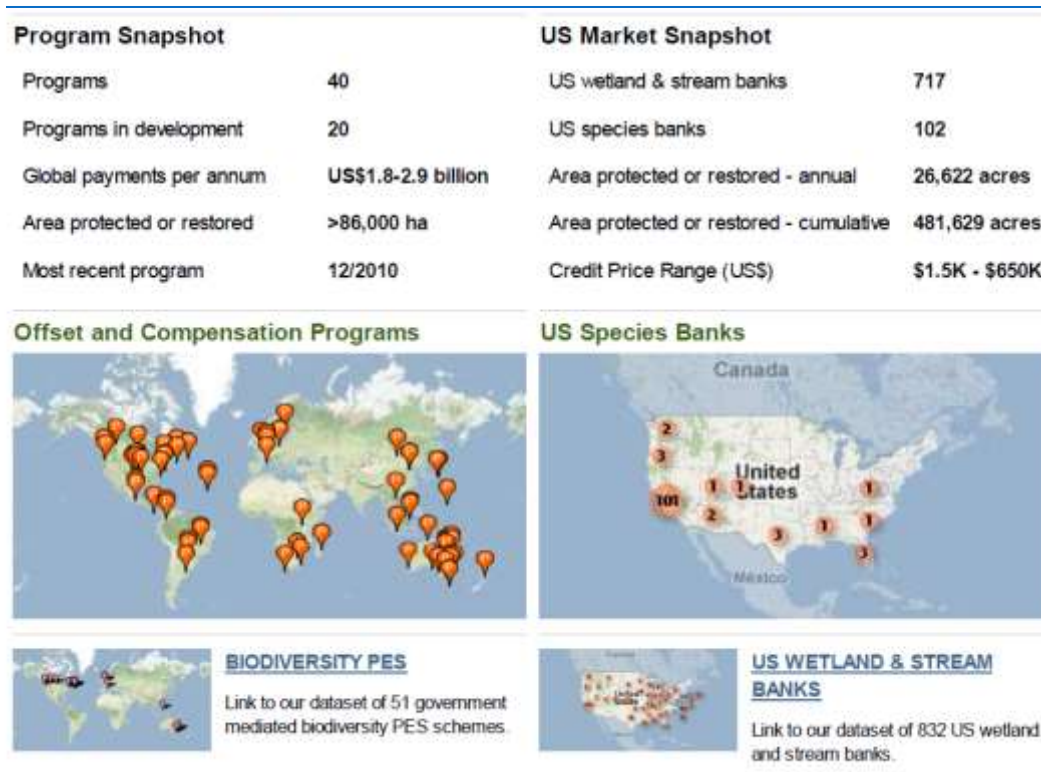 Program Snapshot
Programs 40
Programs in development 20
Global payments per annum US$1.8-2.9 billion
Area protected or restored >86,000 ha
Most recent program 12/2010
US Market Snapshot
US wetland & stream banks 717
US species banks 102
Area protected or restored - annual 26,622 acres
Area protected or restored - cumulative 481,629 acres
Credit Price Range (US$) $1.5K - $650K
Offset and Compensation Programs
US Species Banks
Canada
2
3
United
States
1
1
101
2
1
3
1
1
3
México
BIODIVERSITY PES
Link to our dataset of 51 government
mediated biodiversity PES schemes.
US WETLAND & STREAM
BANKS
Link to our dataset of 832 US wetland
and stream banks.